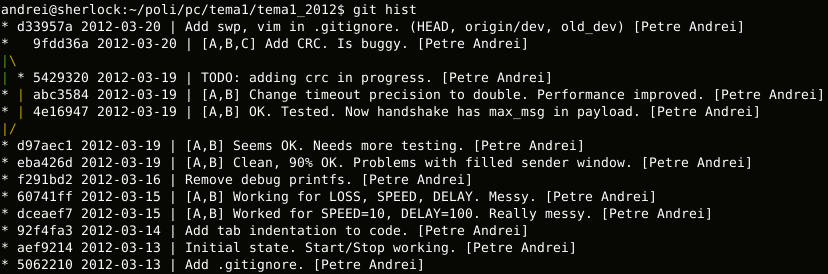 andrei@sherlock:~/poli/pc/tema1/tema1_2012$ git hist
* d33957a 2012-03-20 | Add swp, vim in .gitignore. (HEAD, origin/dev, old_dev) [Petre Andrei]
*   9fdd36a 2012-03-20 | [A,B,C] Add CRC. Is buggy. [Petre Andrei]
|\
| * 5429320 2012-03-19 | TODO: adding crc in progress. [Petre Andrei]
* | abc3584 2012-03-19 | [A,B] Change timeout precision to double. Performance improved. [Petre Andrei]
* | 4e16947 2012-03-19 | [A,B] OK. Tested. Now handshake has max_msg in payload. [Petre Andrei]
|/
* d97aec1 2012-03-19 | [A,B] Seems OK. Needs more testing. [Petre Andrei]
* eba426d 2012-03-19 | [A,B] Clean, 90% OK. Problems with filled sender window. [Petre Andrei]
* f291bd2 2012-03-16 | Remove debug printfs. [Petre Andrei]
* 60741ff 2012-03-15 | [A,B] Working for LOSS, SPEED, DELAY. Messy. [Petre Andrei]
* dceaef7 2012-03-15 | [A,B] Worked for SPEED=10, DELAY=100. Really messy. [Petre Andrei]
* 92f4fa3 2012-03-14 | Add tab indentation to code. [Petre Andrei]
* aef9214 2012-03-13 | Initial state. Start/Stop working. [Petre Andrei]
* 5062210 2012-03-13 | Add .gitignore. [Petre Andrei]